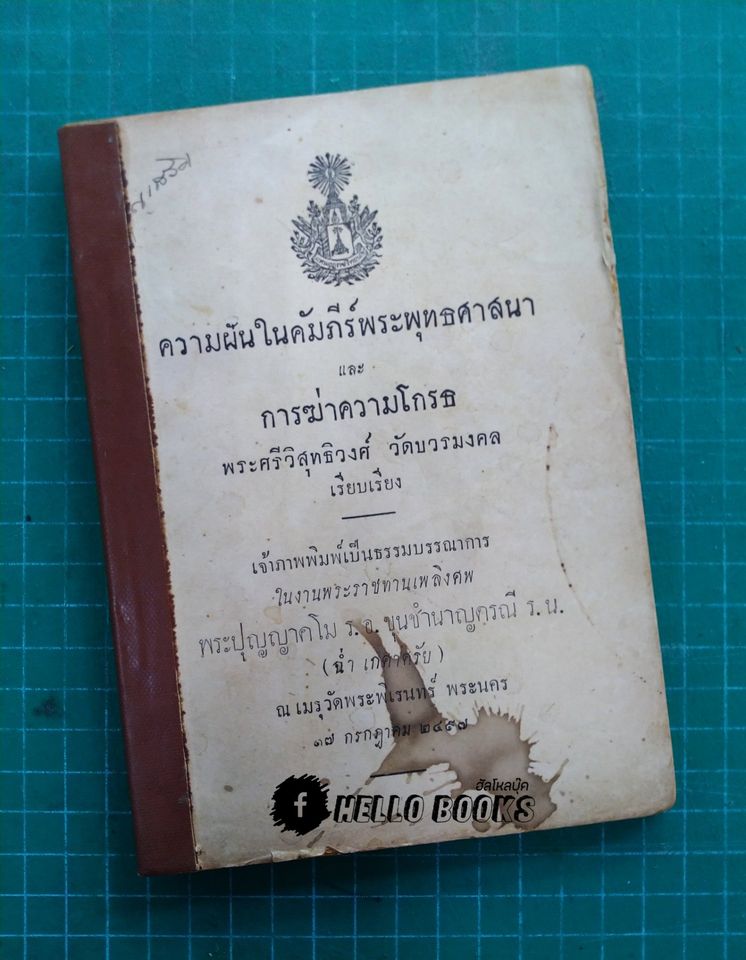 ความฝันในคัมภีร์พระพุทธศาสนา
และ
การฆ่าความโกรธ
พระศรีวิสุทธิวงศ์ วัดบวรมงคล
เรียบเรียง
เจ้าภาพพิมพ์เป็นธรรมบรรณาการ
ในงานพระราชทานเพลิงศพ
พระปุญญาคโม ร.อ. ขุนชำนาญดรณี ร.น.
(ฉ่ำ เกศาศรัย)
ณ เมรุวัดพระพิเรนทร์ พระนคร
๑๗ กรกฎาคม ๒๔๙๗
ฮัลโหลบุ๊ค
f HELLO BOOKS